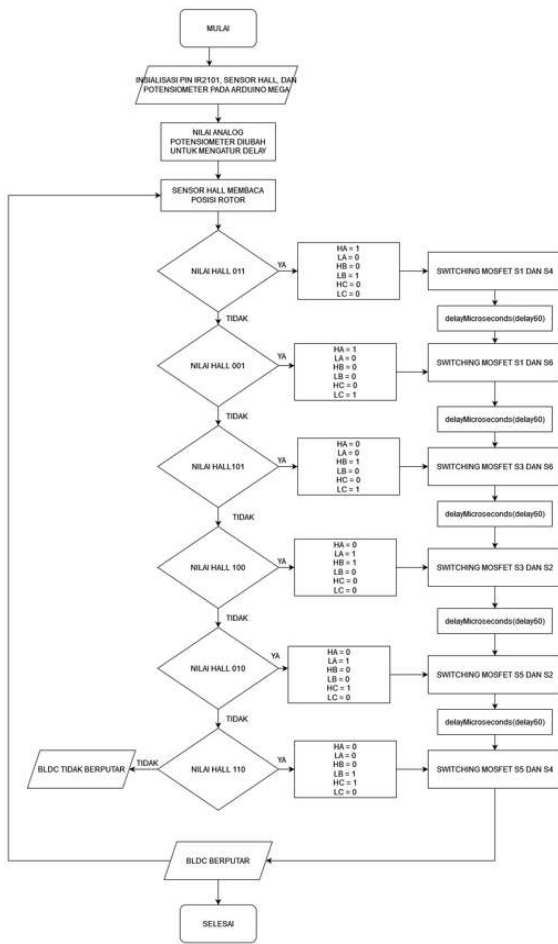 MULAI
INSIALISASI PIN IR2101, SENSOR HALL, DAN
POTENSIOMETER PADA ARDUINO MEGA
NILAI ANALOG
POTENSIOMETER DIUBAH
UNTUK MENGATUR DELAY
SENSOR HALL MEMBACA
POSISI ROTOR
NILAI HALL 011
YA
HA = 1
LA = 0
HB = 0
LB = 1
HC = 0
LC = 0
SWITCHING MOSFET S1 DAN S4
delayMicroseconds(delay60)
TIDAK
NILAI HALL 001
YA
HA = 1
LA = 0
HB = 0
LB = 0
HC = 0
LC = 1
SWITCHING MOSFET S1 DAN S6
delayMicroseconds(delay60)
TIDAK
NILAI HALL101
YA
HA = 0
LA = 0
HB = 1
LB = 0
HC = 0
LC = 1
SWITCHING MOSFET S3 DAN S6
delayMicroseconds(delay60)
TIDAK
NILAI HALL 100
YA
HA = 0
LA = 1
HB = 1
LB = 0
HC = 0
LC = 0
SWITCHING MOSFET S3 DAN S2
delayMicroseconds(delay60)
TIDAK
NILAI HALL 010
YA
HA = 0
LA = 1
HB = 0
LB = 0
HC = 1
LC = 0
SWITCHING MOSFET S5 DAN S2
delayMicroseconds(delay60)
TIDAK
BLDC TIDAK BERPUTAR
TIDAK
NILAI HALL 110
YA
HA = 0
LA = 0
HB = 0
LB = 1
HC = 1
LC = 0
SWITCHING MOSFET S5 DAN S4
BLDC BERPUTAR
SELESAI